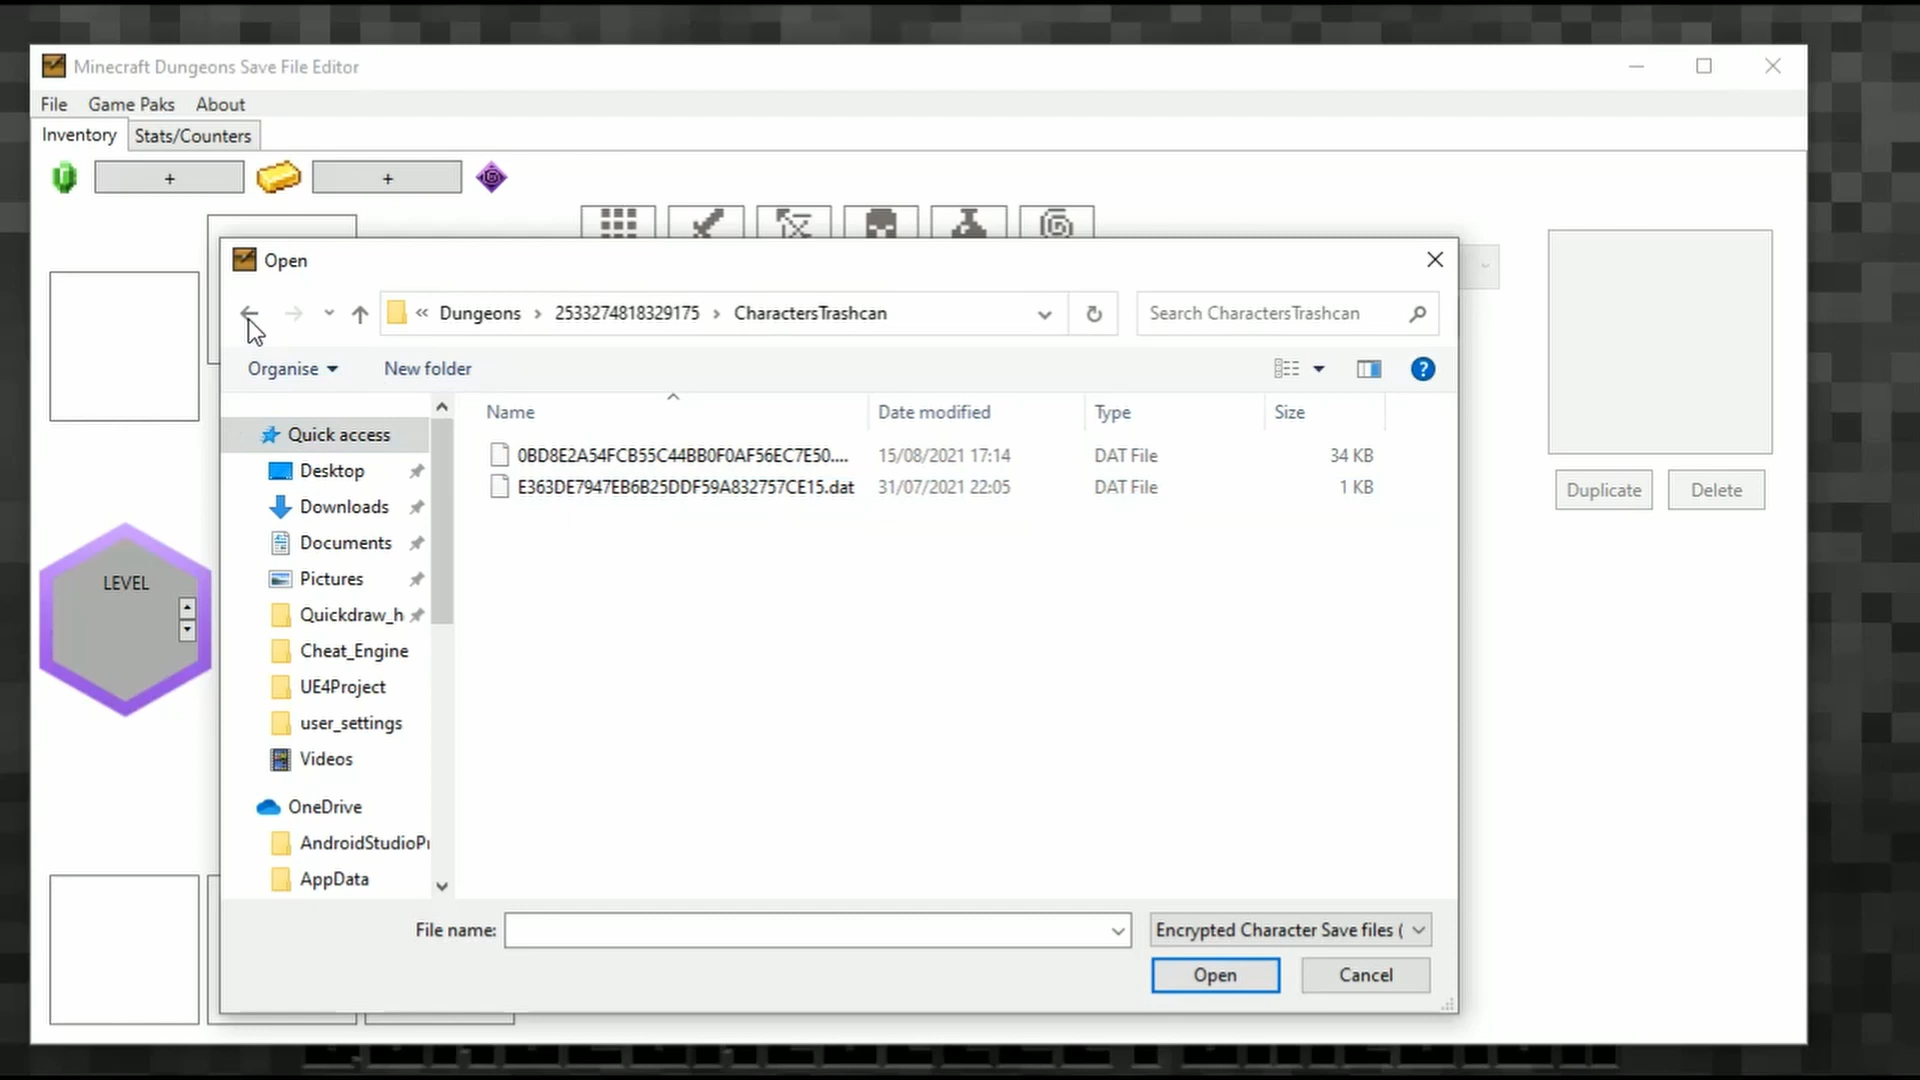 Minecraft Dungeons Save File Editor
File Game Paks About
Inventory Stats/Counters
+ +
Open
« Dungeons › 2533274818329175 › CharactersTrashcan
Search CharactersTrashcan
Organise New folder
Name Date modified Type Size
0BD8E2A54FCB55C44BB0F0AF56EC7E50.... 15/08/2021 17:14 DAT File 34 KB
E363DE7947EB6B25DDF59A832757CE15.dat 31/07/2021 22:05 DAT File 1 KB
Quick access
Desktop
Downloads
Documents
Pictures
Quickdraw_h
Cheat_Engine
UE4Project
user_settings
Videos
OneDrive
AndroidStudioPr
AppData
LEVEL
Duplicate Delete
File name:
Encrypted Character Save files (
Open Cancel